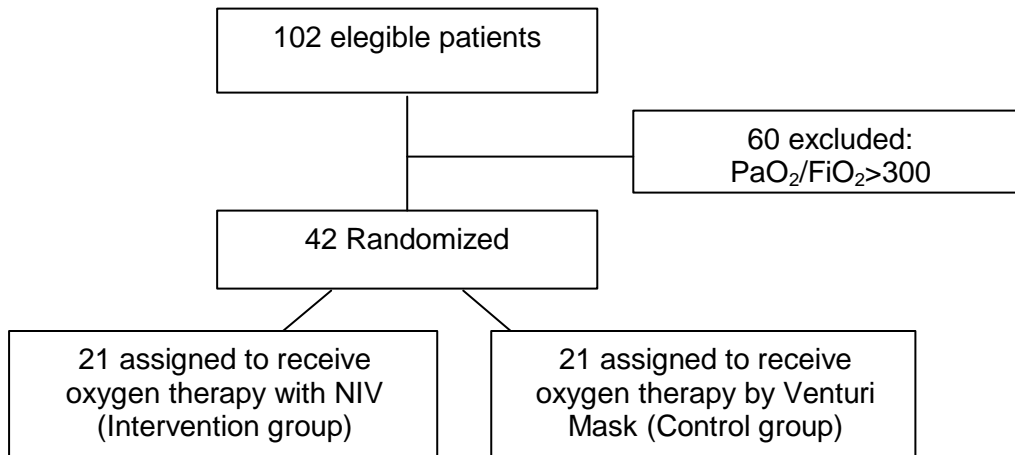 102 elegible patients
60 excluded:
PaO₂/FiO₂>300
42 Randomized
21 assigned to receive
oxygen therapy with NIV
(Intervention group)
21 assigned to receive
oxygen therapy by Venturi
Mask (Control group)